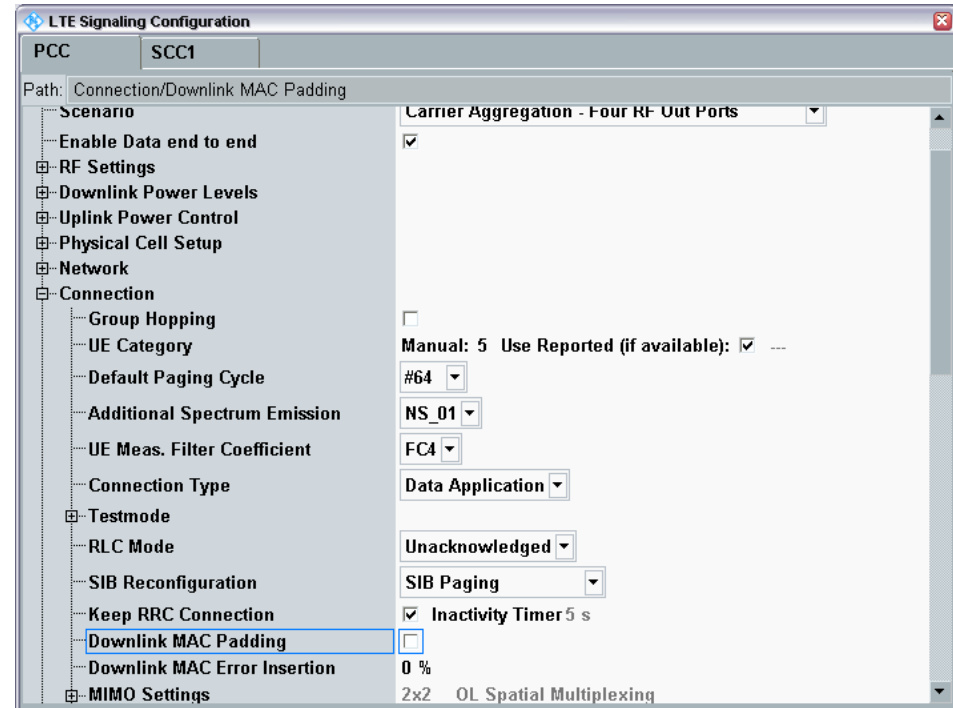 LTE Signaling Configuration
PCC SCC1
Path: Connection/Downlink MAC Padding
Scenario Carrier Aggregation - Four RF Out Ports
Enable Data end to end
RF Settings
Downlink Power Levels
Uplink Power Control
Physical Cell Setup
Network
Connection
Group Hopping
UE Category Manual: 5 Use Reported (if available): ---
Default Paging Cycle #64
Additional Spectrum Emission NS_01
UE Meas. Filter Coefficient FC4
Connection Type Data Application
Testmode
RLC Mode Unacknowledged
SIB Reconfiguration SIB Paging
Keep RRC Connection Inactivity Timer 5 s
Downlink MAC Padding
Downlink MAC Error Insertion 0 %
MIMO Settings 2x2 OL Spatial Multiplexing